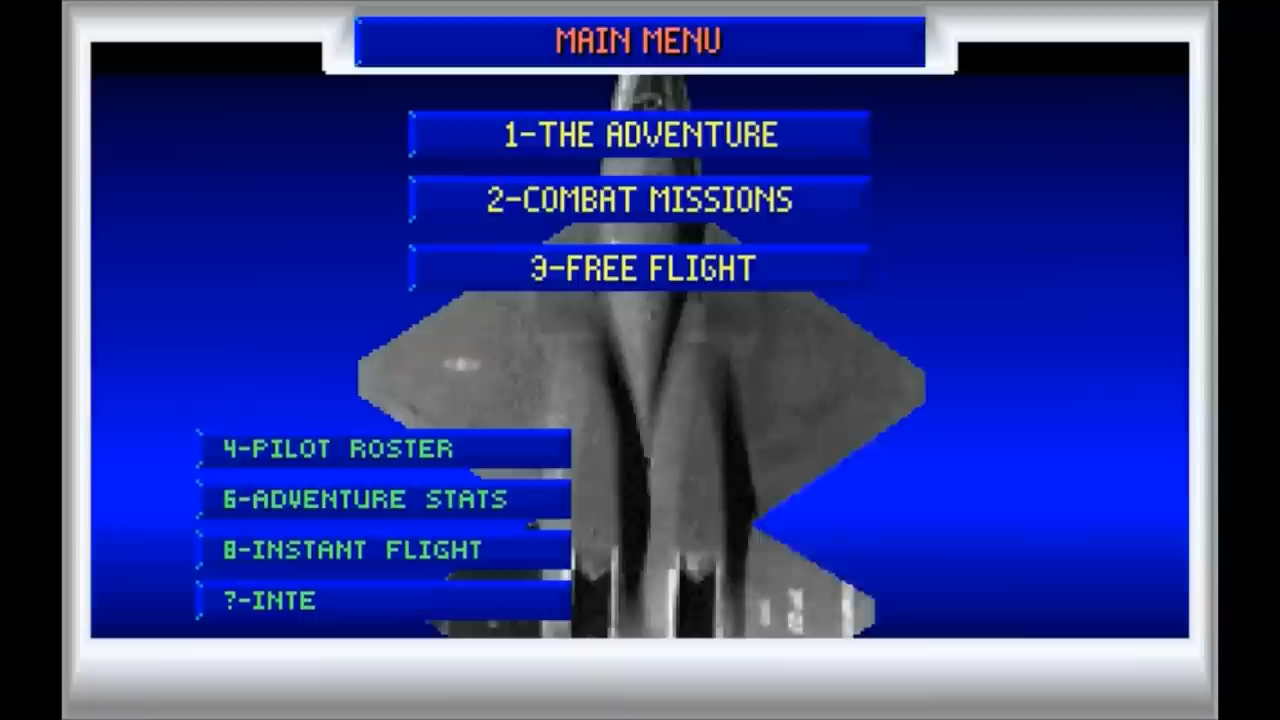 MAIN MENU
1-THE ADVENTURE
2-COMBAT MISSIONS
3-FREE FLIGHT
4-PILOT ROSTER
6-ADVENTURE STATS
8-INSTANT FLIGHT
?-INTE